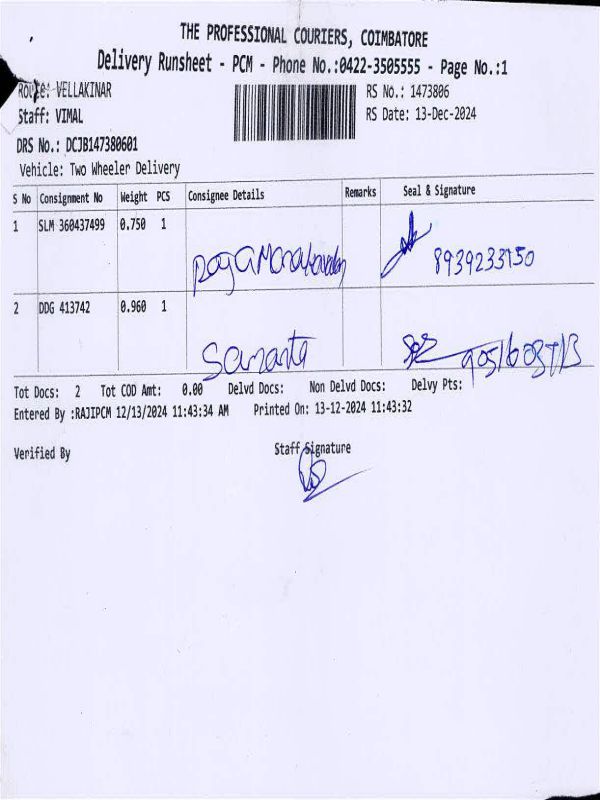 THE PROFESSIONAL COURIERS, COIMBATORE
Delivery Runsheet - PCM - Phone No.:0422-3505555 - Page No.:1
Route: VELLAKINAR RS No.: 1473806
Staff: VIMAL RS Date: 13-Dec-2024
DRS No.: DCJB147380601
Vehicle: Two Wheeler Delivery
S No Consignment No Weight PCS Consignee Details Remarks Seal & Signature
1 SLM 360437499 0.750 1
8939233150
2 DDG 413742 0.960 1
Tot Docs: 2 Tot COD Amt: 0.00 Delvd Docs: Non Delvd Docs: Delvy Pts:
Entered By :RAJIPCM 12/13/2024 11:43:34 AM Printed On: 13-12-2024 11:43:32
Verified By Staff Signature